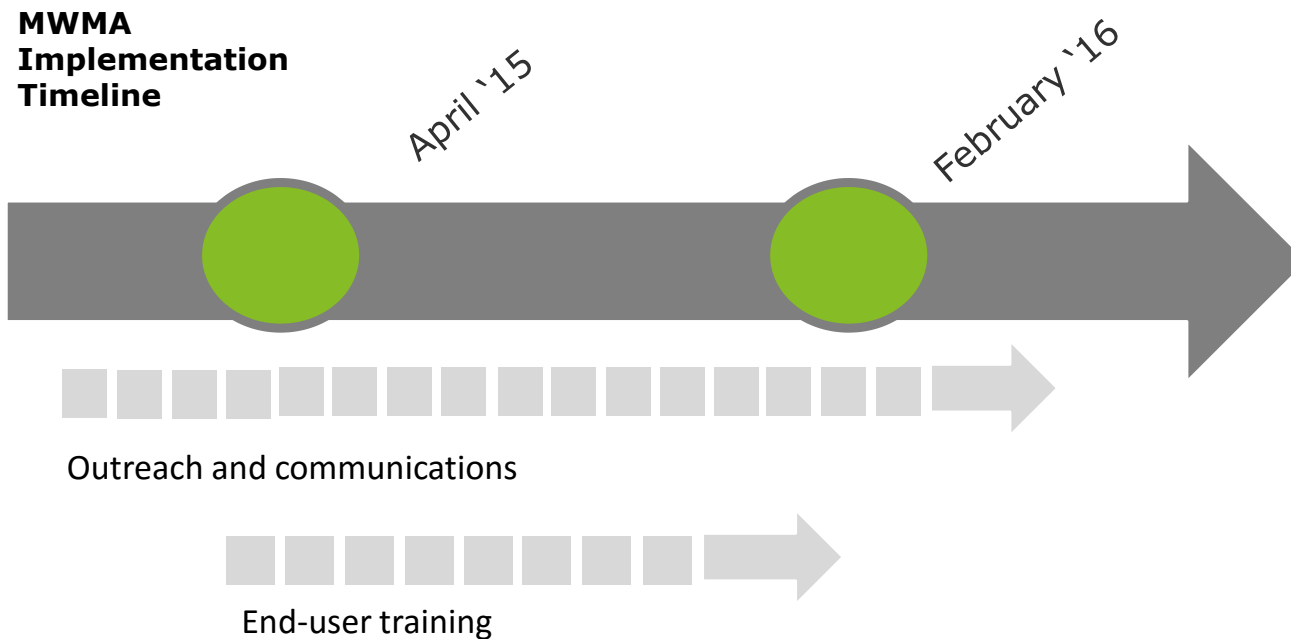 MWMA
Implementation
Timeline
April `15
February `16
Outreach and communications
End-user training